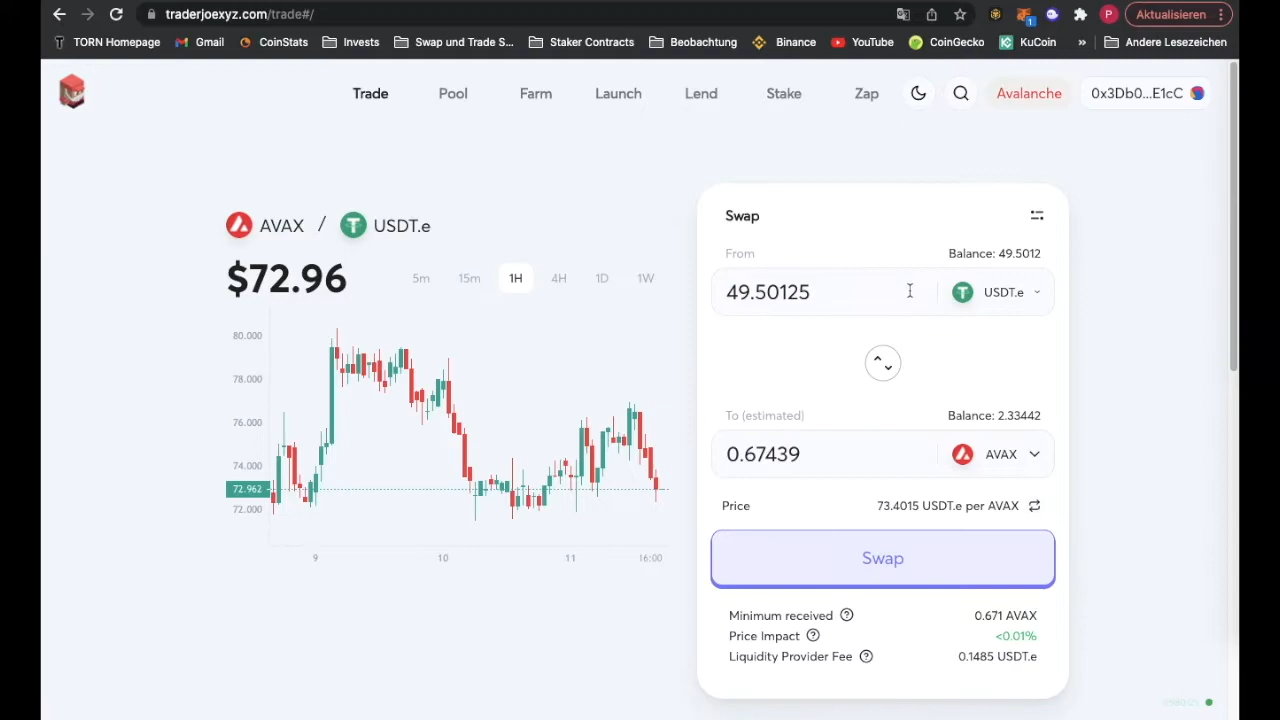 traderjoexyz.com/trade#/
P
Aktualisieren
TORN Homepage
Gmail
CoinStats
Invests
Swap und Trade S...
Staker Contracts
Beobachtung
Binance
YouTube
CoinGecko
KuCoin
»
Andere Lesezeichen
Trade
Pool
Farm
Launch
Lend
Stake
Zap
Avalanche
0x3Db0...E1cC
AVAX / USDT.e
$72.96
5m
15m
1H
4H
1D
1W
80.000
78.000
76.000
74.000
72.962
72.000
9
10
11
16:00
Swap
From
Balance: 49.5012
49.50125
USDT.e
To (estimated)
Balance: 2.33442
0.67439
AVAX
Price
73.4015 USDT.e per AVAX
Swap
Minimum received
0.671 AVAX
Price Impact
<0.01%
Liquidity Provider Fee
0.1485 USDT.e